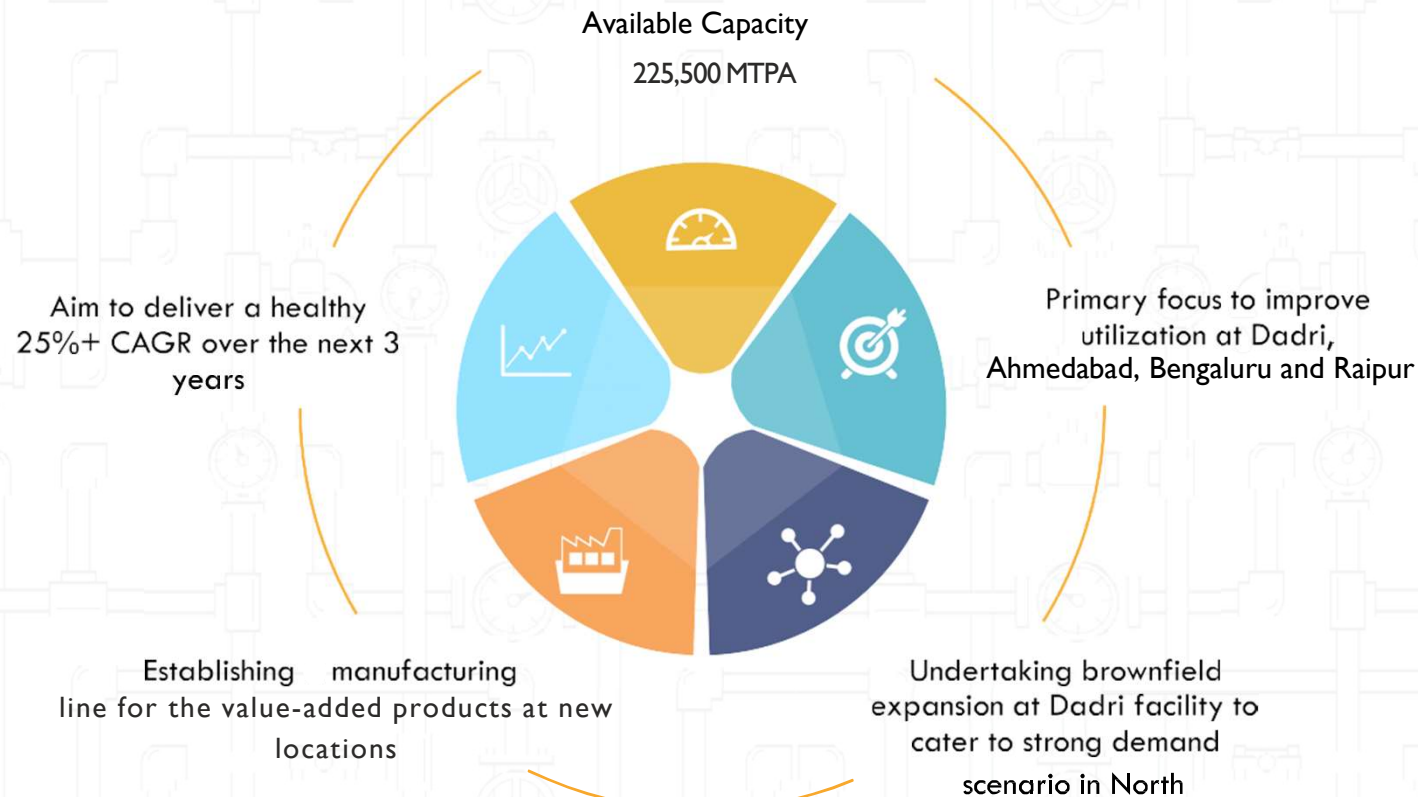 Available Capacity
225,500 MTPA
Aim to deliver a healthy
25%+ CAGR over the next 3
years
Primary focus to improve
utilization at Dadri,
Ahmedabad, Bengaluru and Raipur
Establishing manufacturing
line for the value-added products at new
locations
Undertaking brownfield
expansion at Dadri facility to
cater to strong demand
scenario in North